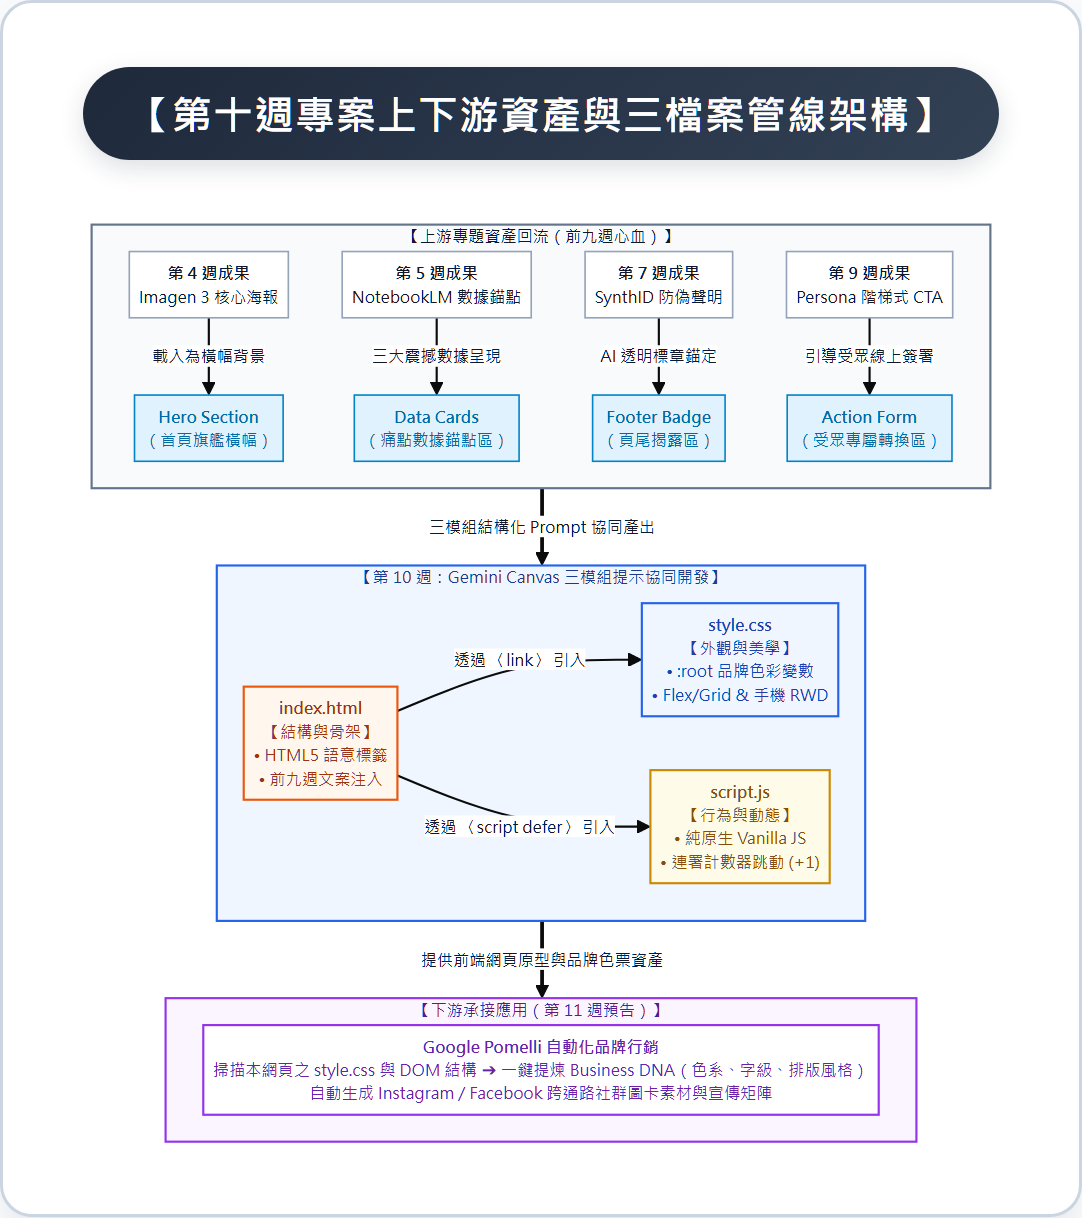 【第十週專案上下游資產與三檔案管線架構】
【上游專題資產回流（前九週心血）】
第 4 週成果
Imagen 3 核心海報
第 5 週成果
NotebookLM 數據錨點
第 7 週成果
SynthID 防偽聲明
第 9 週成果
Persona 階梯式 CTA
載入為橫幅背景
三大震撼數據呈現
AI 透明標章錨定
引導受眾線上簽署
Hero Section
（首頁旗艦橫幅）
Data Cards
（痛點數據錨點區）
Footer Badge
（頁尾揭露區）
Action Form
（受眾專屬轉換區）
三模組結構化 Prompt 協同產出
【第 10 週：Gemini Canvas 三模組提示協同開發】
style.css
【外觀與美學】
• :root 品牌色彩變數
• Flex/Grid & 手機 RWD
透過〈link〉引入
index.html
【結構與骨架】
• HTML5 語意標籤
• 前九週文案注入
透過〈script defer〉引入
script.js
【行為與動態】
• 純原生 Vanilla JS
• 連署計數器跳動 (+1)
提供前端網頁原型與品牌色票資產
【下游承接應用（第 11 週預告）】
Google Pomelli 自動化品牌行銷
掃描本網頁之 style.css 與 DOM 結構 ➔ 一鍵提煉 Business DNA（色系、字級、排版風格）
自動生成 Instagram / Facebook 跨通路社群圖卡素材與宣傳矩陣